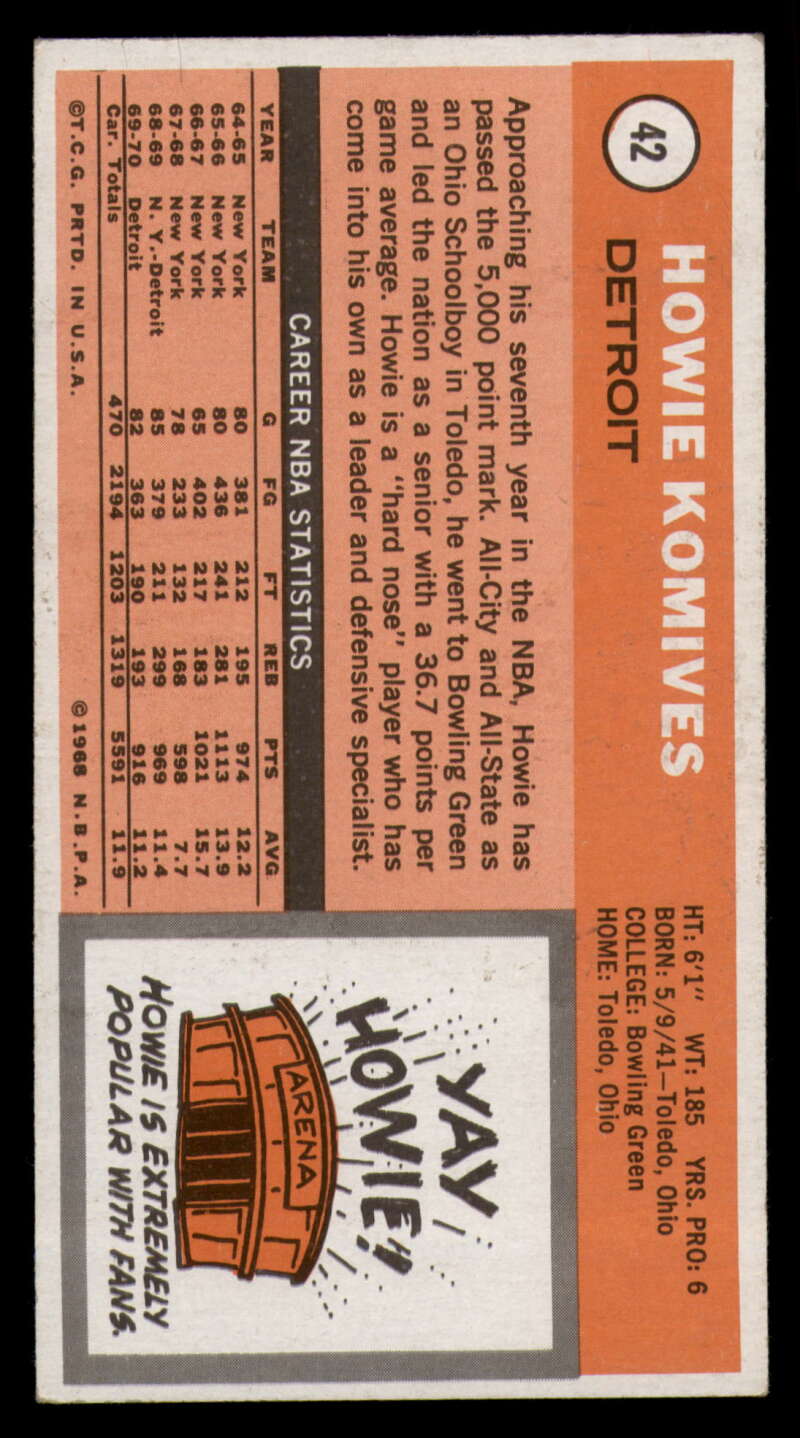 42
HOWIE KOMIVES
DETROIT
HT: 6'1" WT: 185 YRS. PRO: 6
BORN: 5/9/41—Toledo, Ohio
COLLEGE: Bowling Green
HOME: Toledo, Ohio
Approaching his seventh year in the NBA, Howie has
passed the 5,000 point mark. All-City and All-State as
an Ohio Schoolboy in Toledo, he went to Bowling Green
and led the nation as a senior with a 36.7 points per
game average. Howie is a "hard nose" player who has
come into his own as a leader and defensive specialist.
CAREER NBA STATISTICS
YEAR TEAM G FG FT REB PTS AVG
64-65 New York 80 381 212 195 974 12.2
65-66 New York 80 436 241 281 1113 13.9
66-67 New York 65 402 217 183 1021 15.7
67-68 New York 78 233 132 168 598 7.7
68-69 N. Y.-Detroit 85 379 211 299 969 11.4
69-70 Detroit 82 363 190 193 916 11.2
Car. Totals 470 2194 1203 1319 5591 11.9
©T.C.G. PRTD. IN U.S.A. ©1968 N.B.P.A.
YAY
HOWIE!!
ARENA
HOWIE IS EXTREMELY
POPULAR WITH FANS.